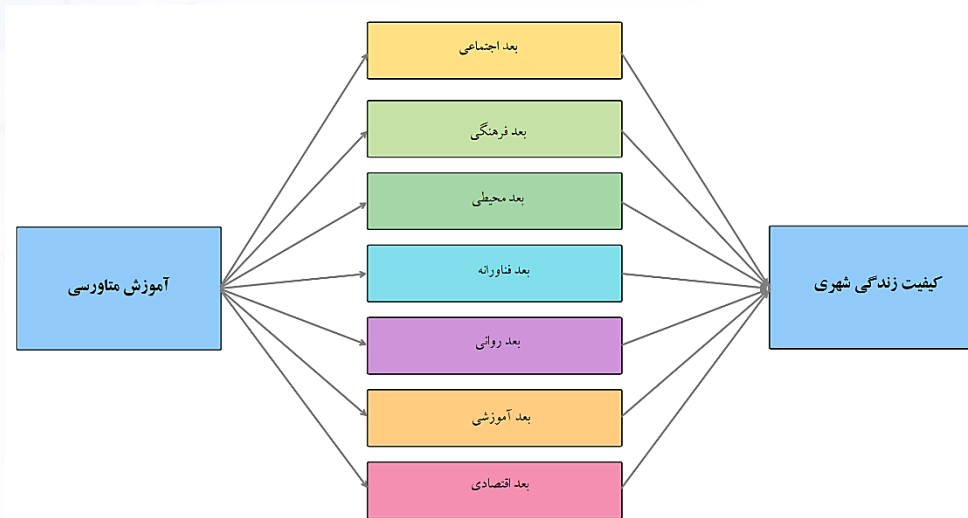 بعد اجتماعی
بعد فرهنگی
بعد محیطی
بعد فناورانه
بعد روانی
بعد آموزشی
بعد اقتصادی
آموزش متاورسی
کیفیت زندگی شهری